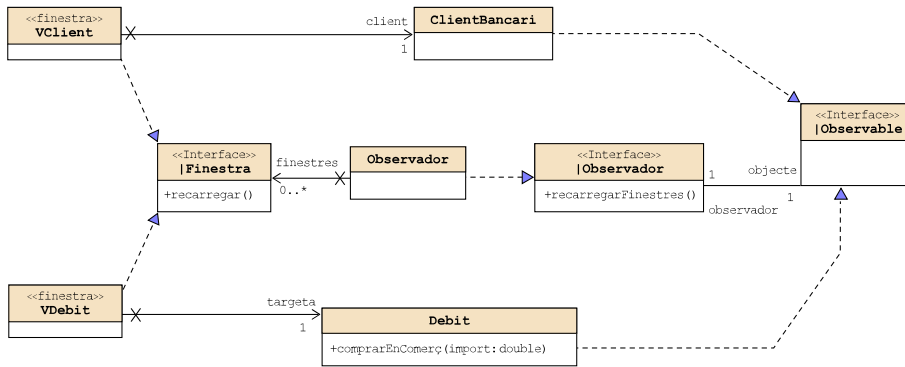 <<finestra>>
VClient
client
1
ClientBancari
<<Interface>>
|Observable
<<Interface>>
|Finestra
+recarregar()
finestres
0..*
Observador
<<Interface>>
|Observador
+recarregarFinestres()
1
observador
objecte
1
<<finestra>>
VDebit
targeta
1
Debit
+comprarEnComerç(import:double)